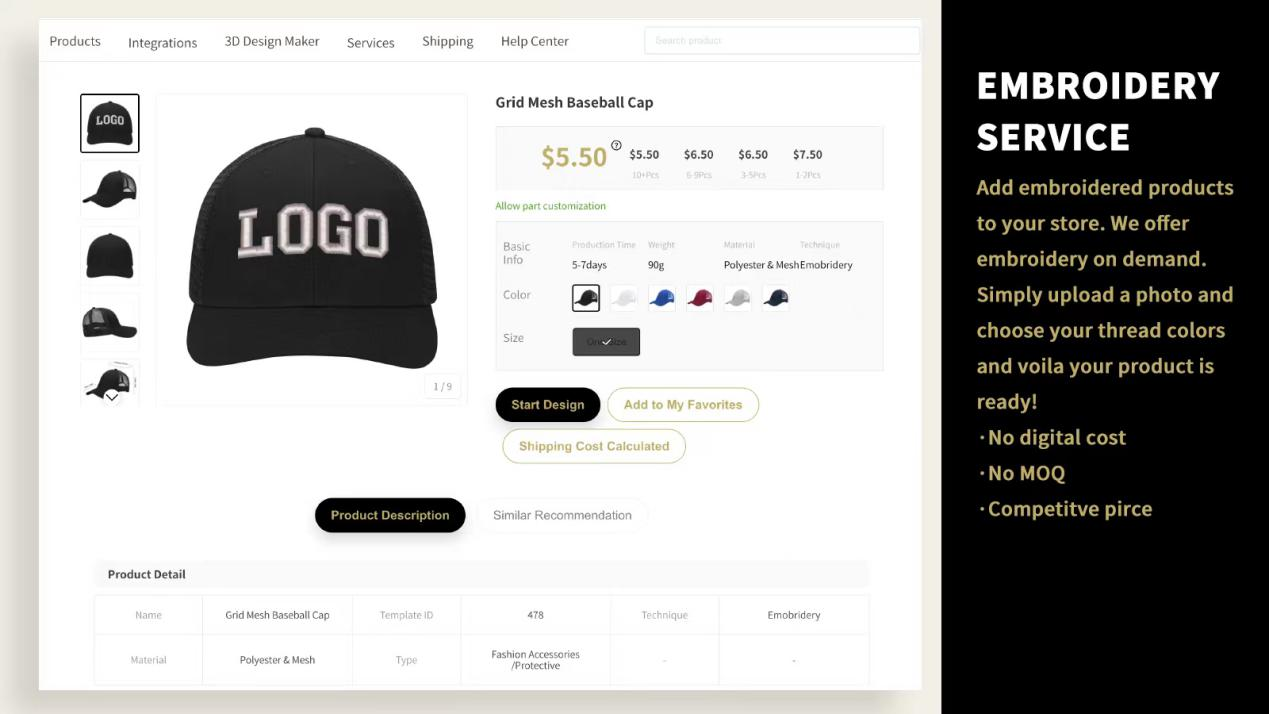 Products Integrations 3D Design Maker Services Shipping Help Center Search product
LOGO
LOGO
1 / 9
Grid Mesh Baseball Cap
$5.50 ? $5.50 $6.50 $6.50 $7.50
10+Pcs 6-9Pcs 3-5Pcs 1-2Pcs
Allow part customization
Basic Info
Production Time Weight Material Technique
5-7days 90g Polyester & Mesh Emobridery
Color
Size One size
Start Design Add to My Favorites
Shipping Cost Calculated
Product Description Similar Recommendation
Product Detail
Name Grid Mesh Baseball Cap Template ID 478 Technique Emobridery
Material Polyester & Mesh Type Fashion Accessories /Protective - -
EMBROIDERY
SERVICE
Add embroidered products
to your store. We offer
embroidery on demand.
Simply upload a photo and
choose your thread colors
and voila your product is
ready!
·No digital cost
·No MOQ
·Competitve pirce